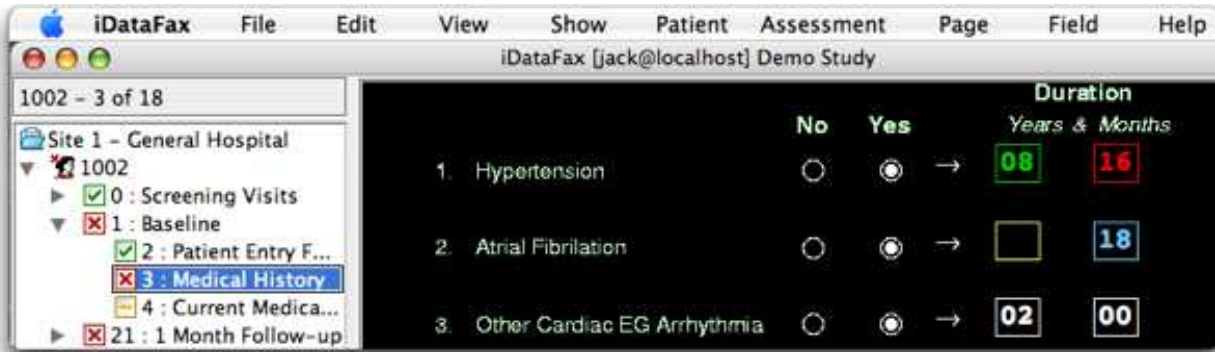 iDataFax File Edit View Show Patient Assessment Page Field Help
iDataFax [jack@localhost] Demo Study
1002 - 3 of 18
Site 1 - General Hospital
1002
0 : Screening Visits
1 : Baseline
2 : Patient Entry F...
3 : Medical History
4 : Current Medica...
21 : 1 Month Follow-up
Duration
No Yes Years & Months
1. Hypertension → 08 16
2. Atrial Fibrilation → 18
3. Other Cardiac EG Arrhythmia → 02 00